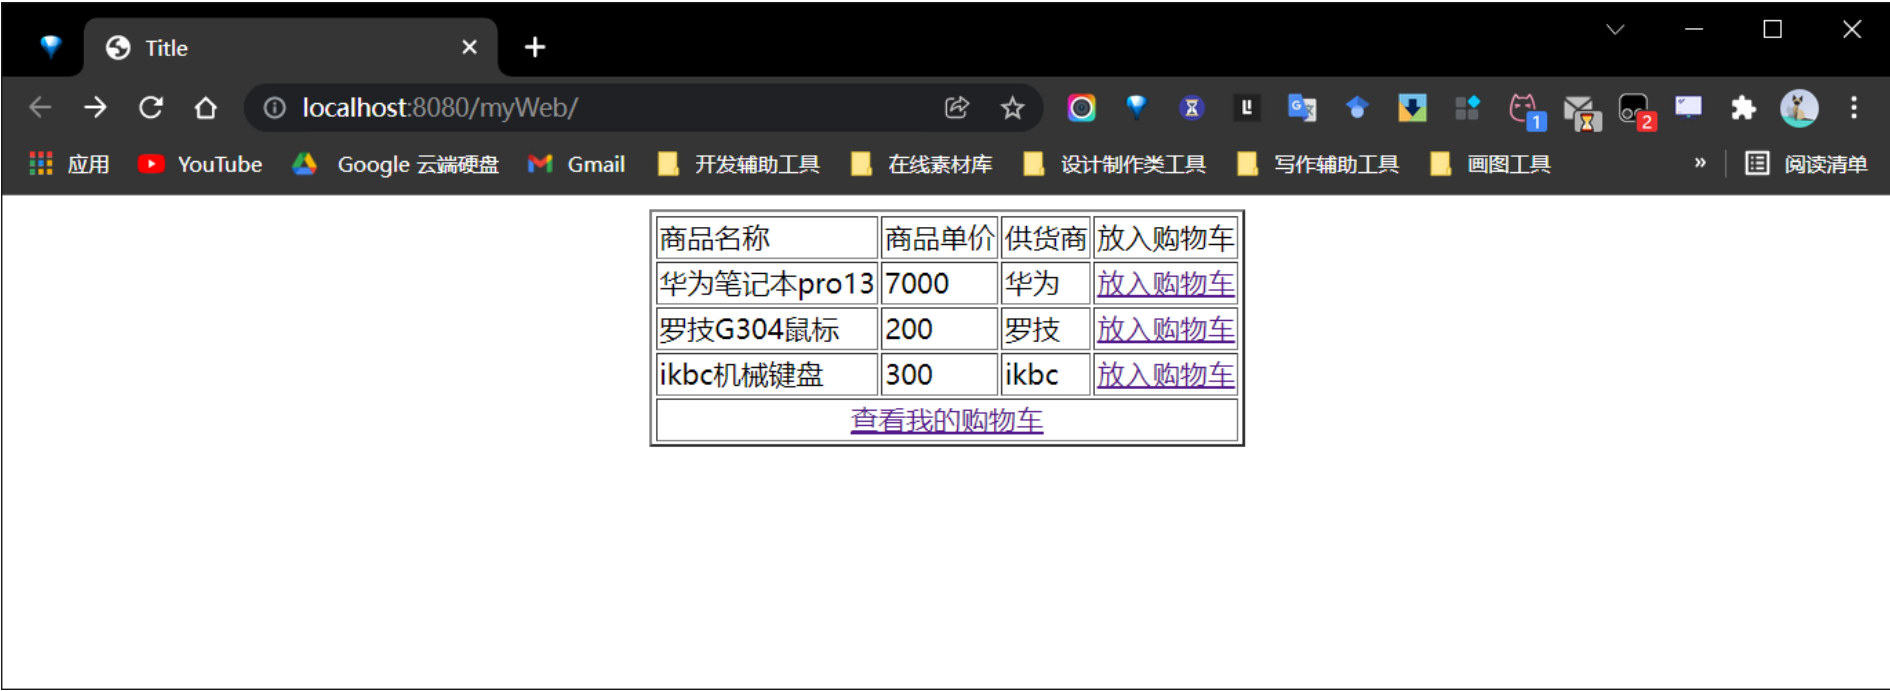 Title
localhost:8080/myWeb/
1 2
应用 YouTube Google 云端硬盘 Gmail 开发辅助工具 在线素材库 设计制作类工具 写作辅助工具 画图工具 » 阅读清单
商品名称 商品单价 供货商 放入购物车
华为笔记本pro13 7000 华为 放入购物车
罗技G304鼠标 200 罗技 放入购物车
ikbc机械键盘 300 ikbc 放入购物车
查看我的购物车